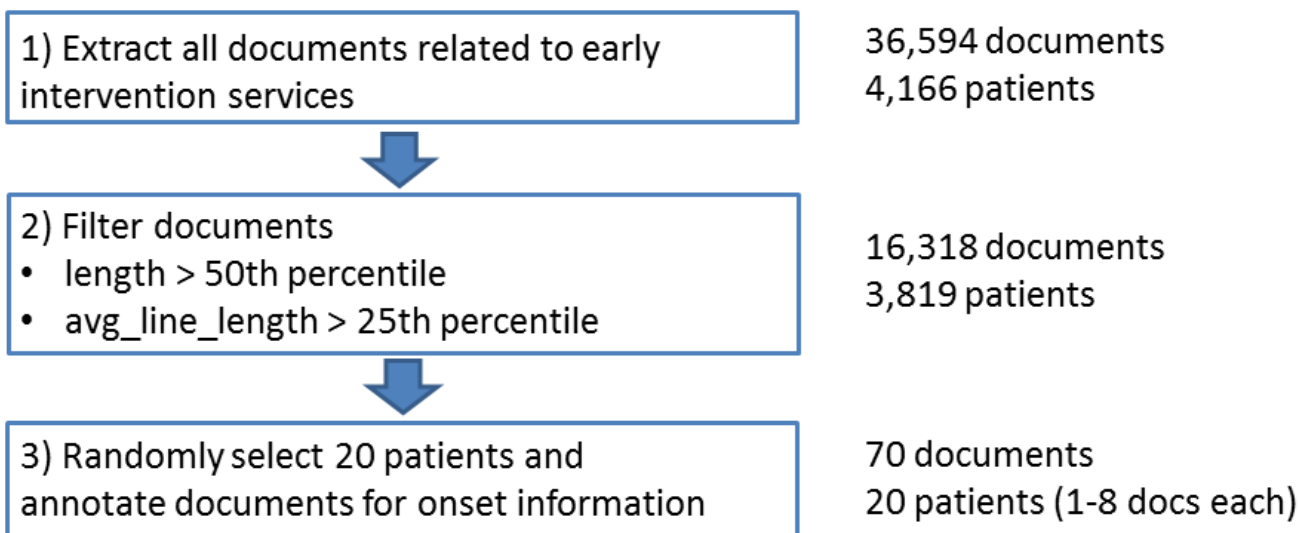 1) Extract all documents related to early
intervention services
36,594 documents
4,166 patients
2) Filter documents
• length > 50th percentile
• avg_line_length > 25th percentile
16,318 documents
3,819 patients
3) Randomly select 20 patients and
annotate documents for onset information
70 documents
20 patients (1-8 docs each)